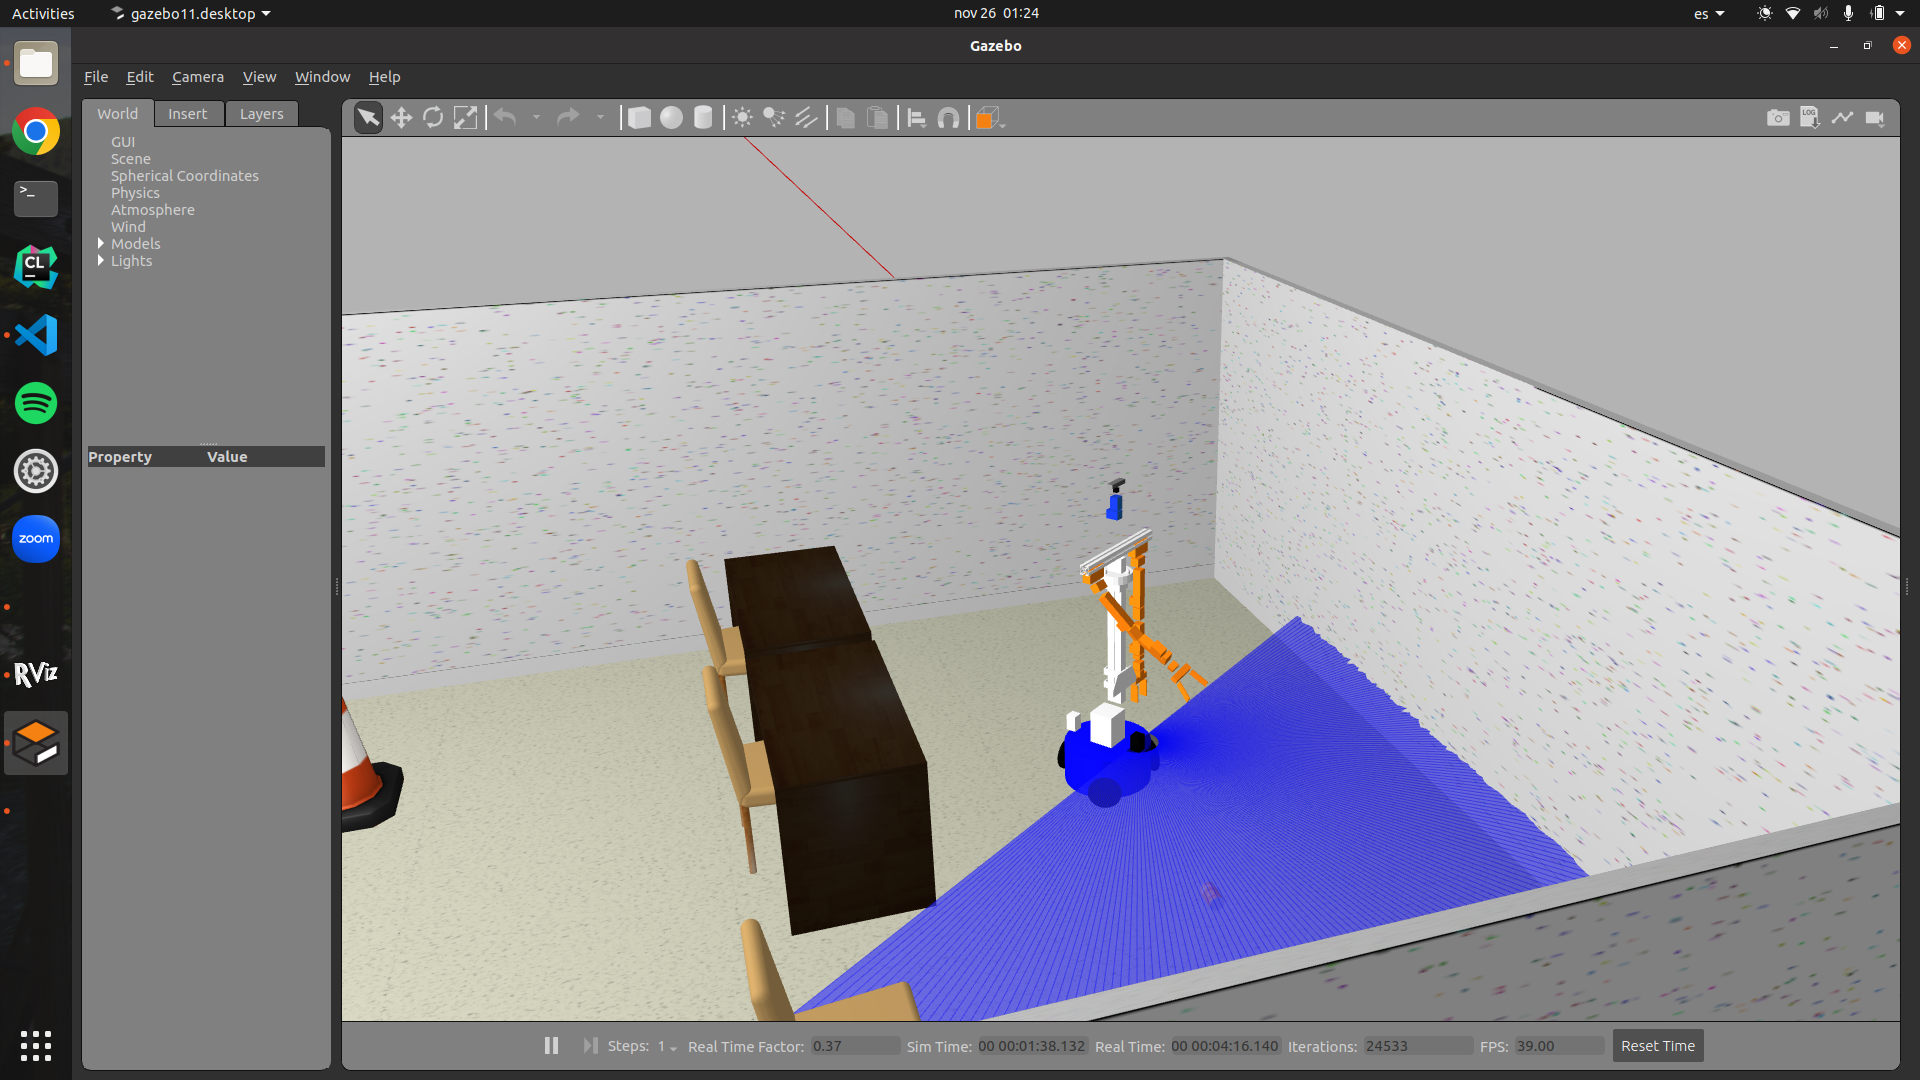 Activities
gazebo11.desktop
nov 26 01:24
es
Gazebo
File Edit Camera View Window Help
World Insert Layers
LOG
GUI
Scene
Spherical Coordinates
Physics
Atmosphere
Wind
Models
Lights
Property Value
>_
CL
zoom
RViz
Steps: 1 Real Time Factor: 0.37 Sim Time: 00 00:01:38.132 Real Time: 00 00:04:16.140 Iterations: 24533 FPS: 39.00 Reset Time